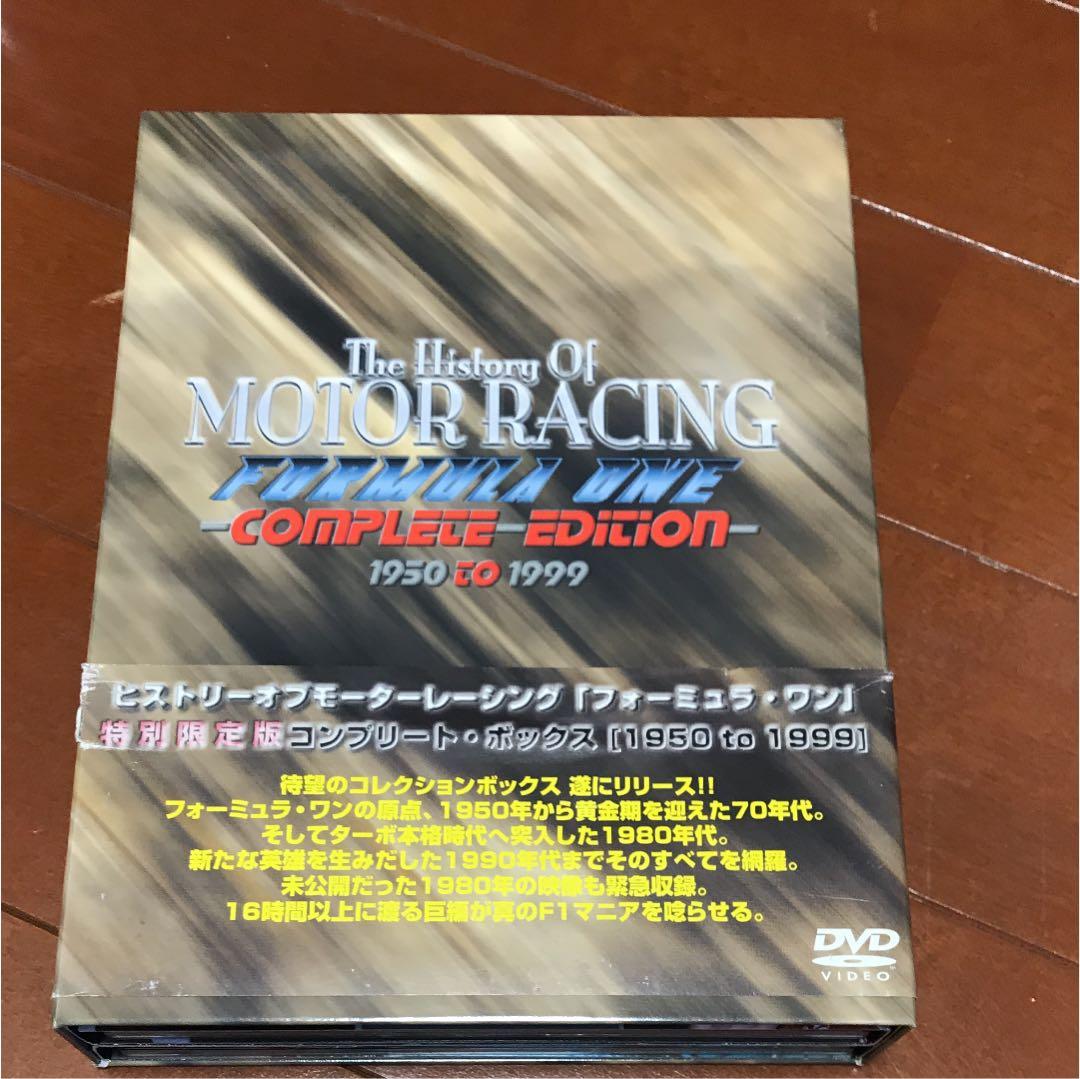 The History Of
MOTOR RACING
FORMULA ONE
COMPLETE EDITION
1950 TO 1999
ヒストリーオブモーターレーシング「フォーミュラ・ワン」
特別限定版コンプリート・ボックス [1950 to 1999]
待望のコレクションボックス 遂にリリース!!
フォーミュラ・ワンの原点、1950年から黄金期を迎えた70年代。
そしてターボ本格時代へ突入した1980年代。
新たな英雄を生みだした1990年代までそのすべてを網羅。
未公開だった1980年の映像も緊急収録。
16時間以上に渡る巨編が真のF1マニアを唸らせる。
DVD
VIDEO